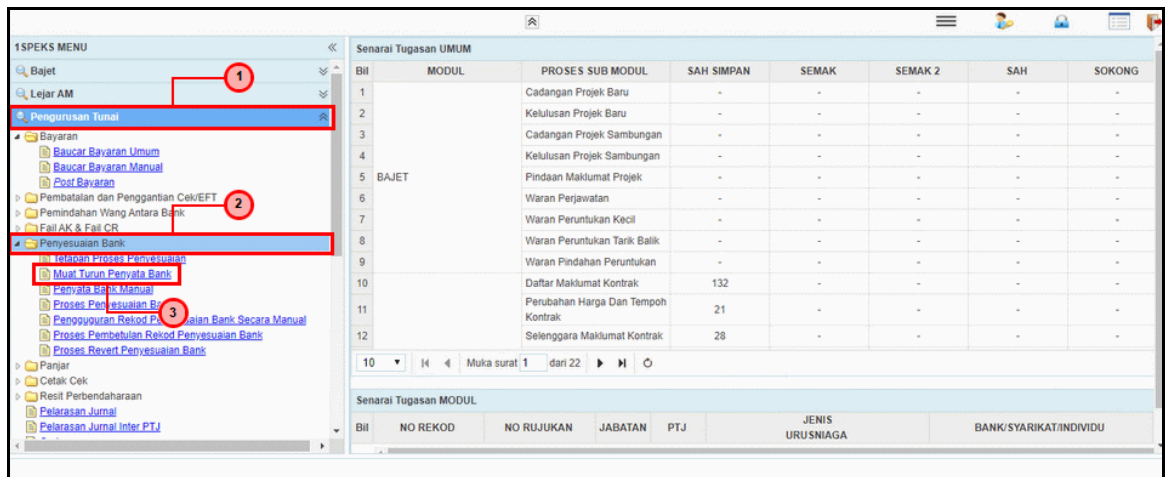 1SPEKS MENU
Bajet
Lejar AM
Pengurusan Tunai
Bayaran
Baucar Bayaran Umum
Baucar Bayaran Manual
Post Bayaran
Pembatalan dan Penggantian Cek/EFT
Pemindahan Wang Antara Bank
Fail AK & Fail CR
Penyesuaian Bank
Tetapan Proses Penyesuaian
Muat Turun Penyata Bank
Penyata Bank Manual
Proses Penyesuaian
Pengguguran Rekod Bank Secara Manual
Proses Pembetulan Rekod Penyesuaian Bank
Proses Revert Penyesuaian Bank
Panjar
Cetak Cek
Resit Perbendaharaan
Pelarasan Jurnal
Pelarasan Jurnal Inter PTJ
1
2
3
Senarai Tugasan UMUM
Bil MODUL PROSES SUB MODUL SAH SIMPAN SEMAK SEMAK 2 SAH SOKONG
1 Cadangan Projek Baru - - - - -
2 Kelulusan Projek Baru - - - - -
3 Cadangan Projek Sambungan - - - - -
4 Kelulusan Projek Sambungan - - - - -
5 BAJET Pindaan Maklumat Projek - - - - -
6 Waran Perjawatan - - - - -
7 Waran Peruntukan Kecil - - - - -
8 Waran Peruntukan Tarik Balik - - - - -
9 Waran Pindahan Peruntukan - - - - -
10 Daftar Maklumat Kontrak 132 - - - -
11 Perubahan Harga Dan Tempoh Kontrak 21 - - - -
12 Selenggara Maklumat Kontrak 28 - - - -
10 Muka surat 1 dari 22
Senarai Tugasan MODUL
Bil NO REKOD NO RUJUKAN JABATAN PTJ JENIS URUSNIAGA BANK/SYARIKAT/INDIVIDU